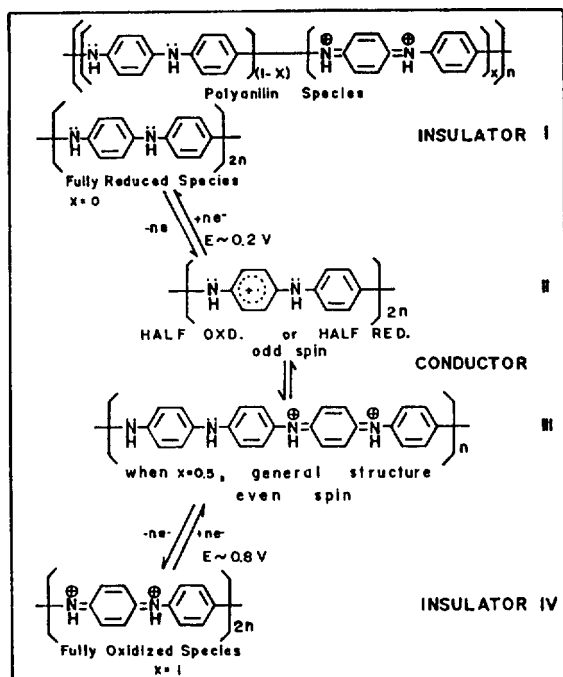 N̈ H N̈ H (1-X) ⊕ N H ⊕ N H x n
Polyanilin Species
N̈ H N̈ H 2n
INSULATOR I
Fully Reduced Species
X=0
-ne +ne-
E~0.2 V
N̈ H +· N̈ H 2n
II
HALF OXD. or HALF RED.
odd spin
CONDUCTOR
N̈ H N̈ H ⊕ N H ⊕ N H n
III
when X=0.5, general structure
even spin
-ne- +ne-
E~0.8 V
⊕ N H ⊕ N H 2n
INSULATOR IV
Fully Oxidized Species
X=1